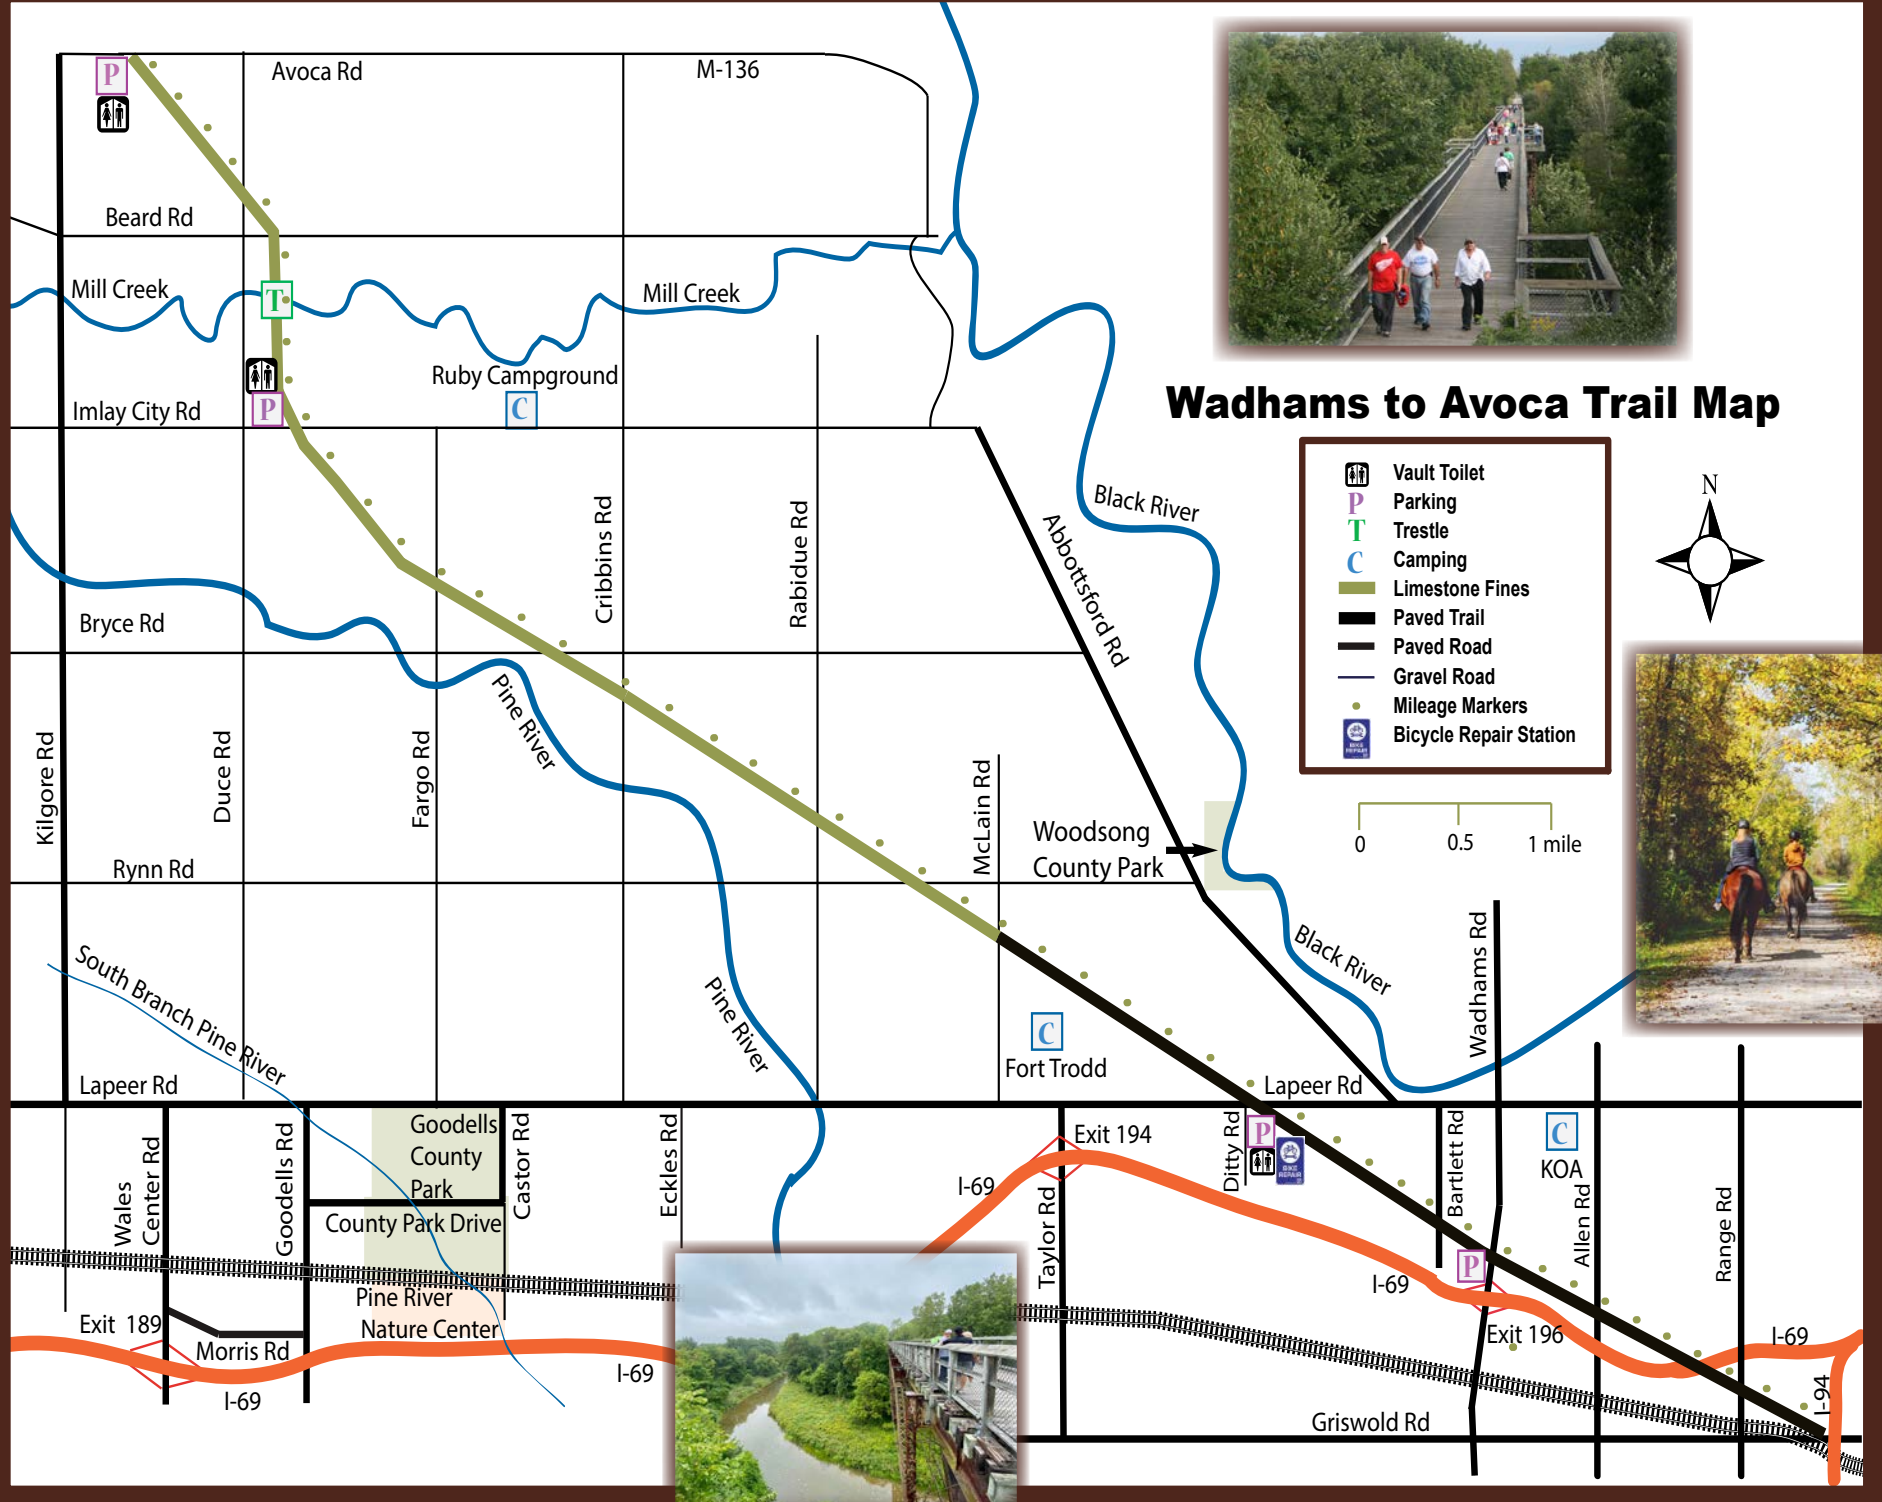 P
Avoca Rd
M-136
Beard Rd
Mill Creek
T
Mill Creek
Ruby Campground
Imlay City Rd
P
C
Wadhams to Avoca Trail Map
Vault Toilet
P Parking
T Trestle
C Camping
Limestone Fines
Paved Trail
Paved Road
Gravel Road
Mileage Markers
BIKE REPAIR Bicycle Repair Station
N
0 0.5 1 mile
Black River
Abbottsford Rd
Cribbins Rd
Rabidue Rd
Bryce Rd
Pine River
Kilgore Rd
Duce Rd
Fargo Rd
McLain Rd
Woodsong
County Park
Rynn Rd
Black River
Wadhams Rd
South Branch Pine River
Pine River
C
Fort Trodd
Lapeer Rd
Lapeer Rd
Goodells
County
Park
Castor Rd
Eckles Rd
Wales
Center Rd
Goodells Rd
County Park Drive
Exit 194
I-69
Taylor Rd
Ditty Rd
P
BIKE
REPAIR
Bartlett Rd
C
KOA
Allen Rd
Range Rd
P
I-69
Exit 196
I-69
I-94
Pine River
Nature Center
Exit 189
Morris Rd
I-69
I-69
Griswold Rd